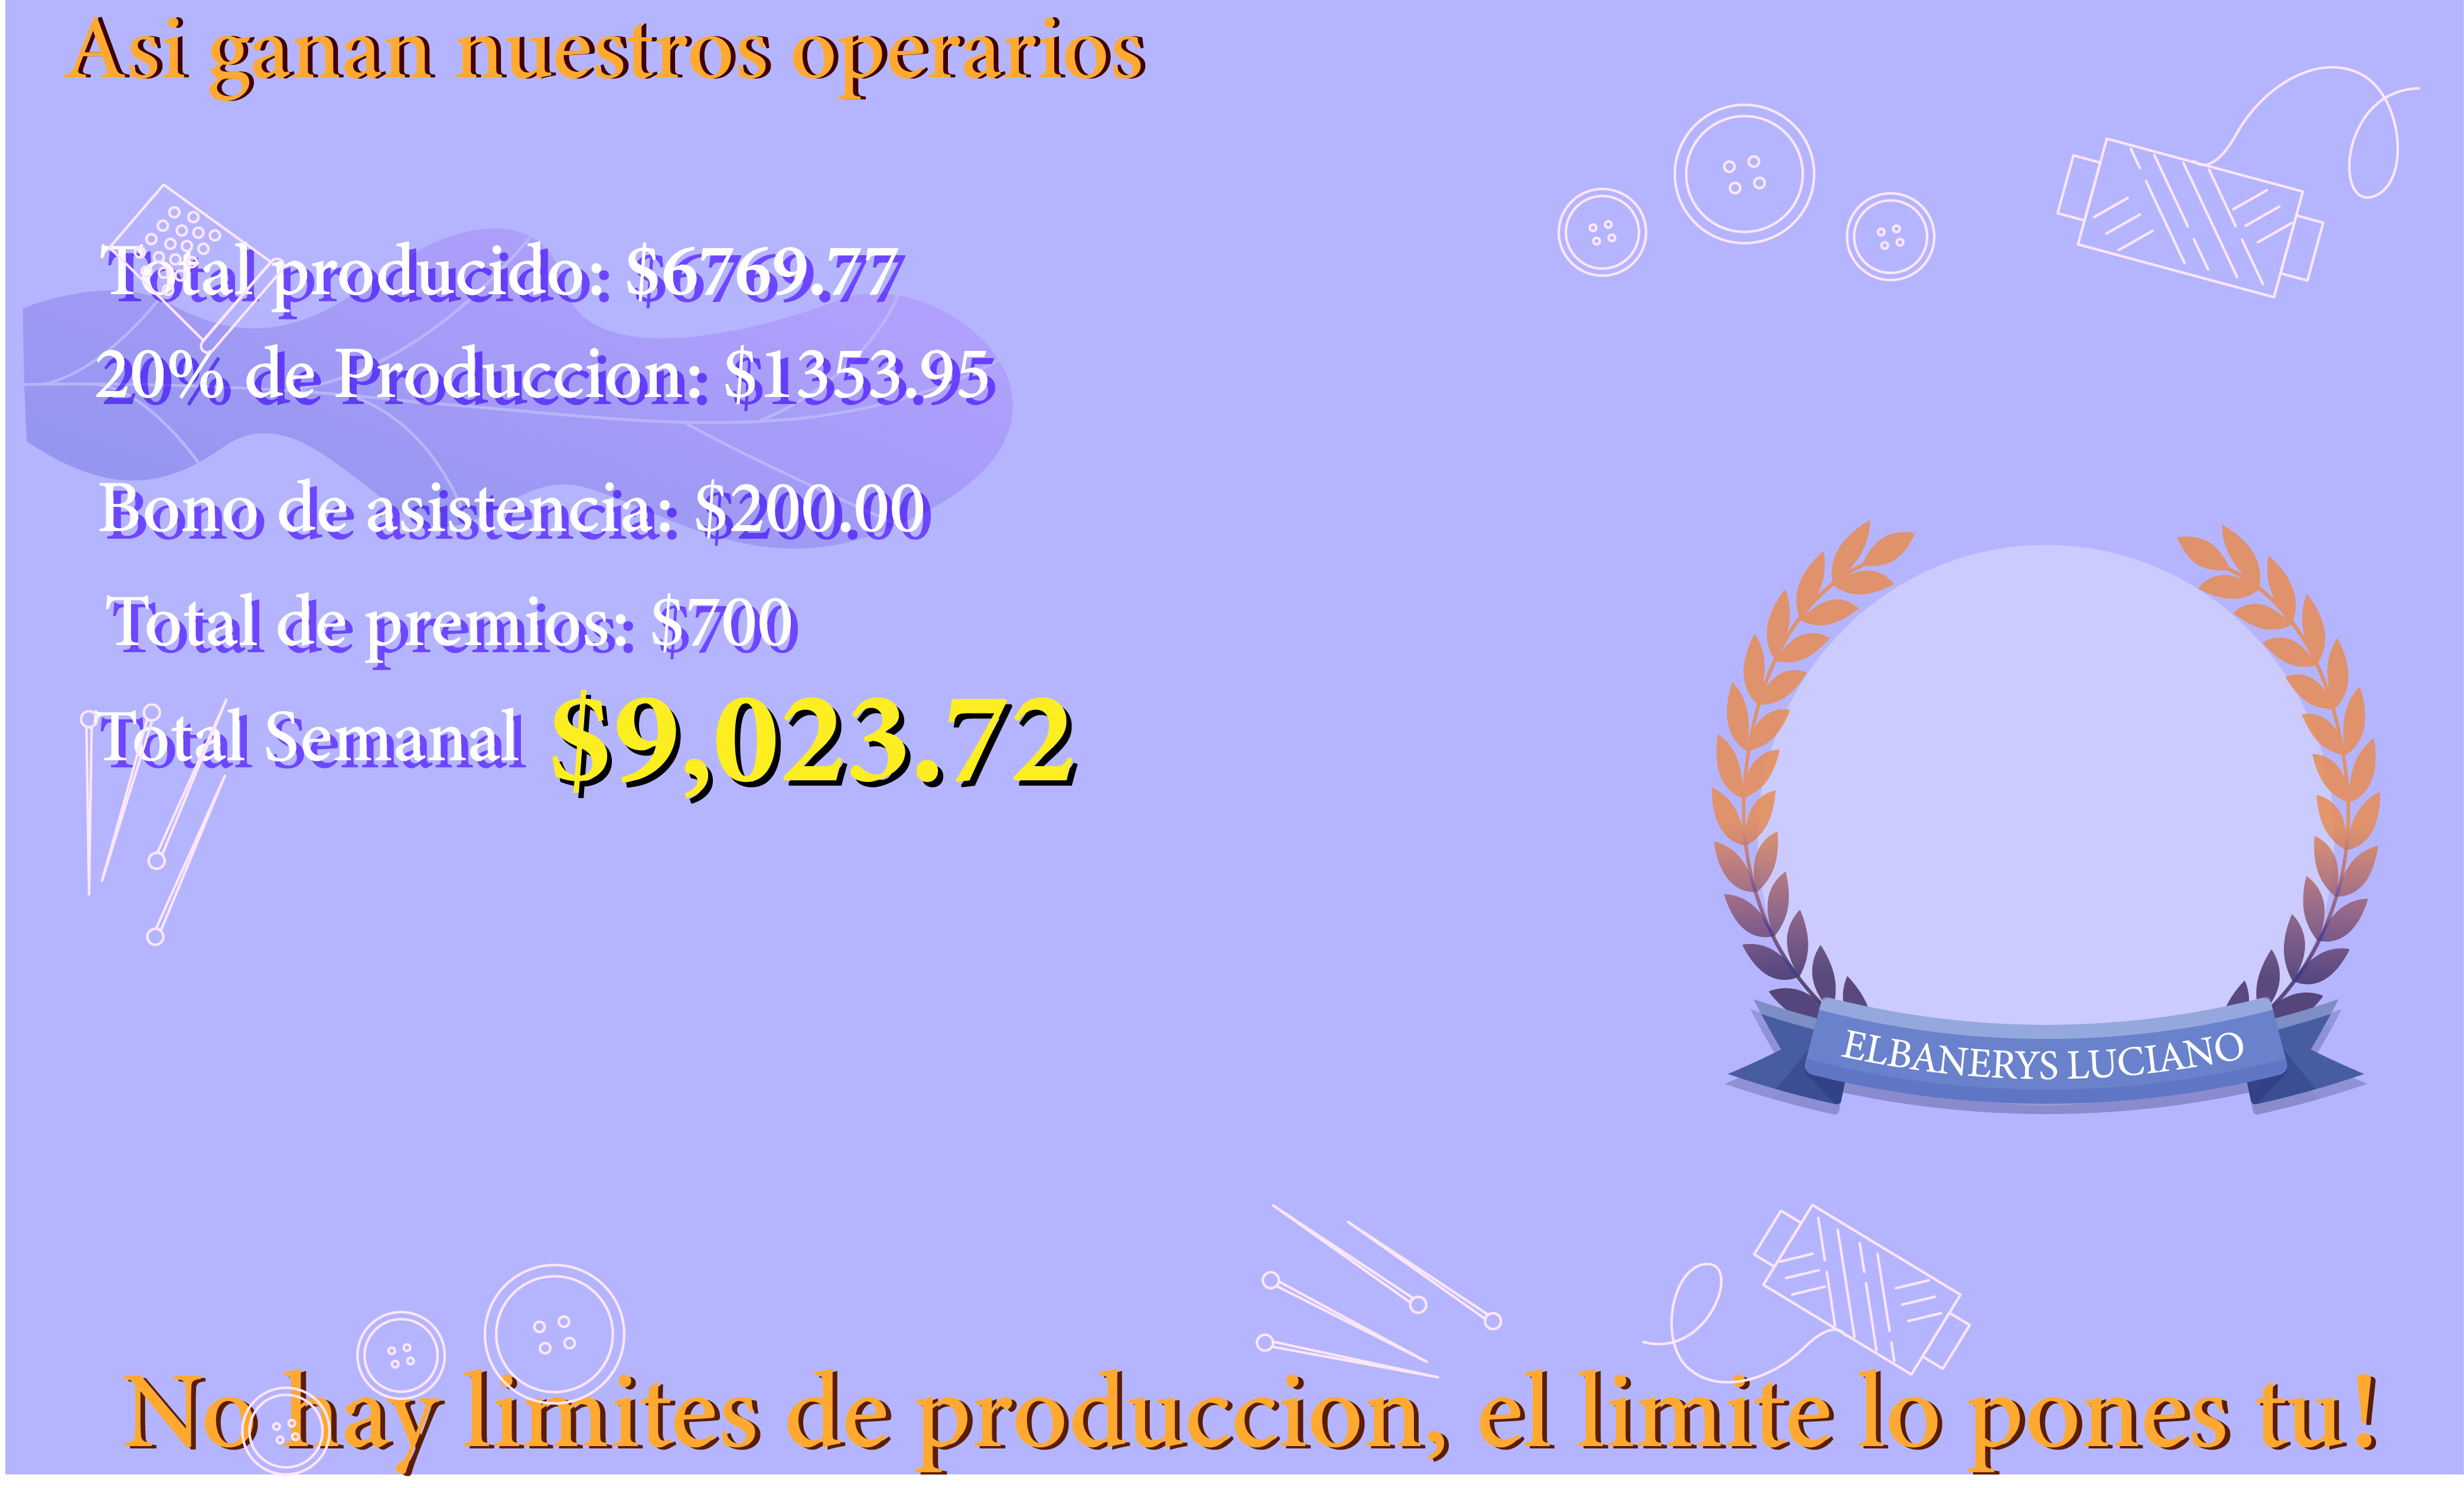 Asi ganan nuestros operarios
Total producido: $6769.77
20% de Produccion: $1353.95
Bono de asistencia: $200.00
Total de premios: $700
Total Semanal $9,023.72
ELBANERYS LUCIANO
No hay limites de produccion, el limite lo pones tu!